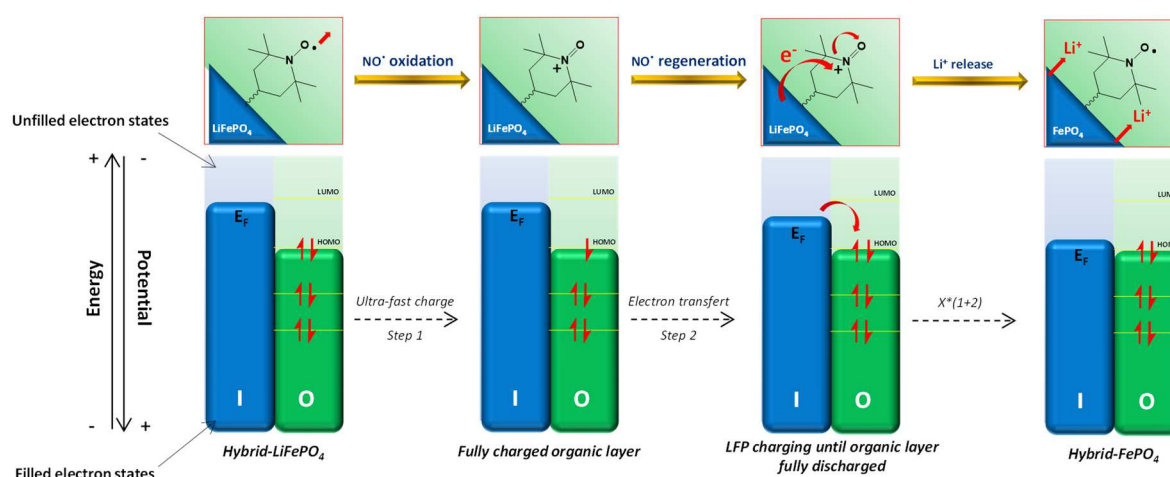 N
O•
LiFePO4
NO• oxidation
N
O
+
LiFePO4
NO• regeneration
e-
N
O
+
LiFePO4
Li+ release
Li+
N
O•
Li+
FePO4
Unfilled electron states
+
-
Energy
Potential
-
+
Filled electron states
LUMO
EF
HOMO
I
O
Hybrid-LiFePO4
Ultra-fast charge
Step 1
LUMO
EF
HOMO
I
O
Fully charged organic layer
Electron transfert
Step 2
LUMO
EF
HOMO
I
O
LFP charging until organic layer
fully discharged
X*(1+2)
LUMO
EF
HOMO
I
O
Hybrid-FePO4